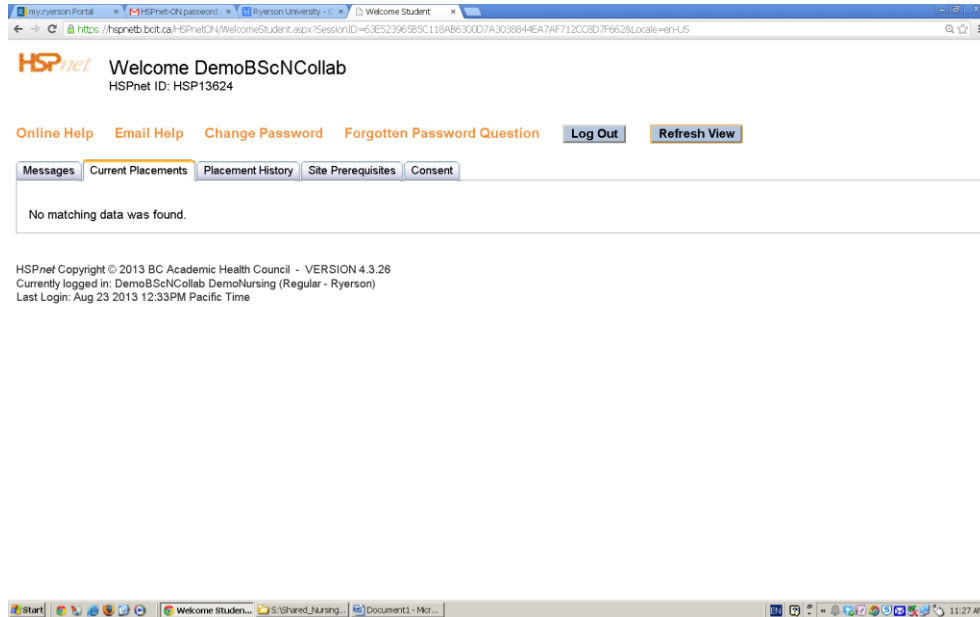 my.ryerson Portal
HSPnet-ON password
Ryerson University - C
Welcome Student
https://hspnetb.bcit.ca/HSPnetON/WelcomeStudent.aspx?SessionID=63E523965B5C118AB6300D7A3038844EA7AF712CC8D7F662&Locale=en-US
HSPnet
Welcome DemoBScNCollab
HSPnet ID: HSP13624
Online Help Email Help Change Password Forgotten Password Question Log Out Refresh View
Messages Current Placements Placement History Site Prerequisites Consent
No matching data was found.
HSPnet Copyright © 2013 BC Academic Health Council - VERSION 4.3.26
Currently logged in: DemoBScNCollab DemoNursing (Regular - Ryerson)
Last Login: Aug 23 2013 12:33PM Pacific Time
Start Welcome Studen... S:\Shared_Nursing... Document1 - Micr... EN 11:27 AM